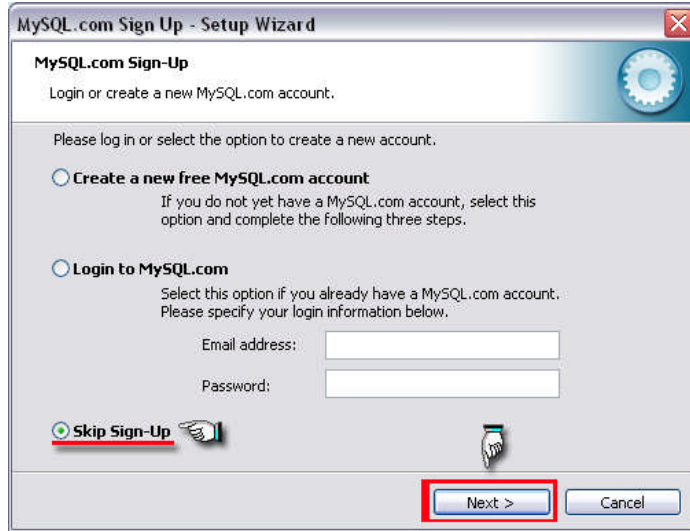 MySQL.com Sign Up - Setup Wizard
MySQL.com Sign-Up
Login or create a new MySQL.com account.
Please log in or select the option to create a new account.
Create a new free MySQL.com account
If you do not yet have a MySQL.com account, select this
option and complete the following three steps.
Login to MySQL.com
Select this option if you already have a MySQL.com account.
Please specify your login information below.
Email address:
Password:
Skip Sign-Up
Next >
Cancel